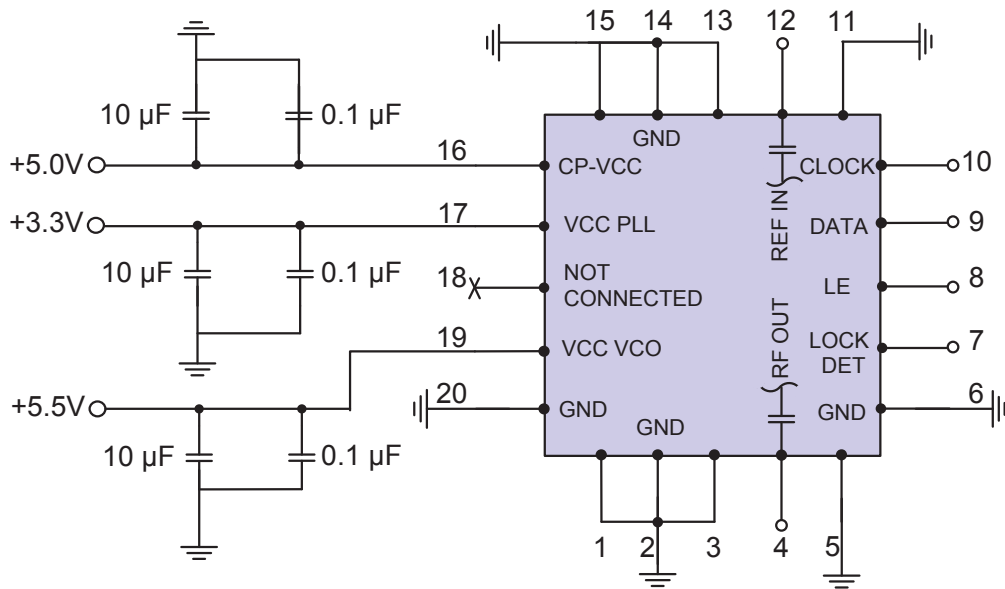 15 14 13 12 11
10 µF 0.1 µF
GND
+5.0V 16 CP-VCC CLOCK 10
REF IN
+3.3V 17 VCC PLL DATA 9
10 µF 0.1 µF
18 NOT CONNECTED LE 8
19 VCC VCO LOCK DET 7
RF OUT
+5.5V 20 GND GND 6
GND
10 µF 0.1 µF
1 2 3 4 5